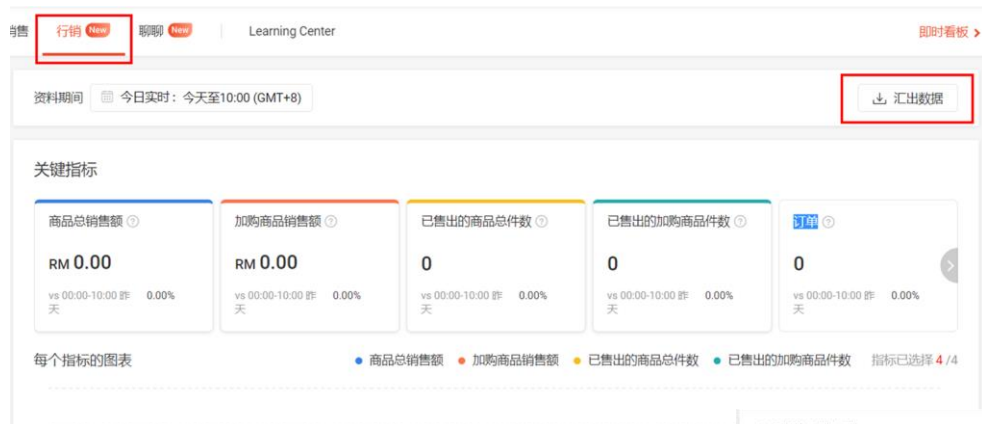 销售 行销 New 聊聊 New Learning Center 即时看板 >
资料期间 今日实时：今天至10:00 (GMT+8) 汇出数据
关键指标
商品总销售额 ? 加购商品销售额 ? 已售出的商品总件数 ? 已售出的加购商品件数 ? 订单 ?
RM 0.00 RM 0.00 0 0 0
vs 00:00-10:00 昨天 0.00% vs 00:00-10:00 昨天 0.00% vs 00:00-10:00 昨天 0.00% vs 00:00-10:00 昨天 0.00% vs 00:00-10:00 昨天 0.00%
每个指标的图表 商品总销售额 加购商品销售额 已售出的商品总件数 已售出的加购商品件数 指标已选择 4 /4